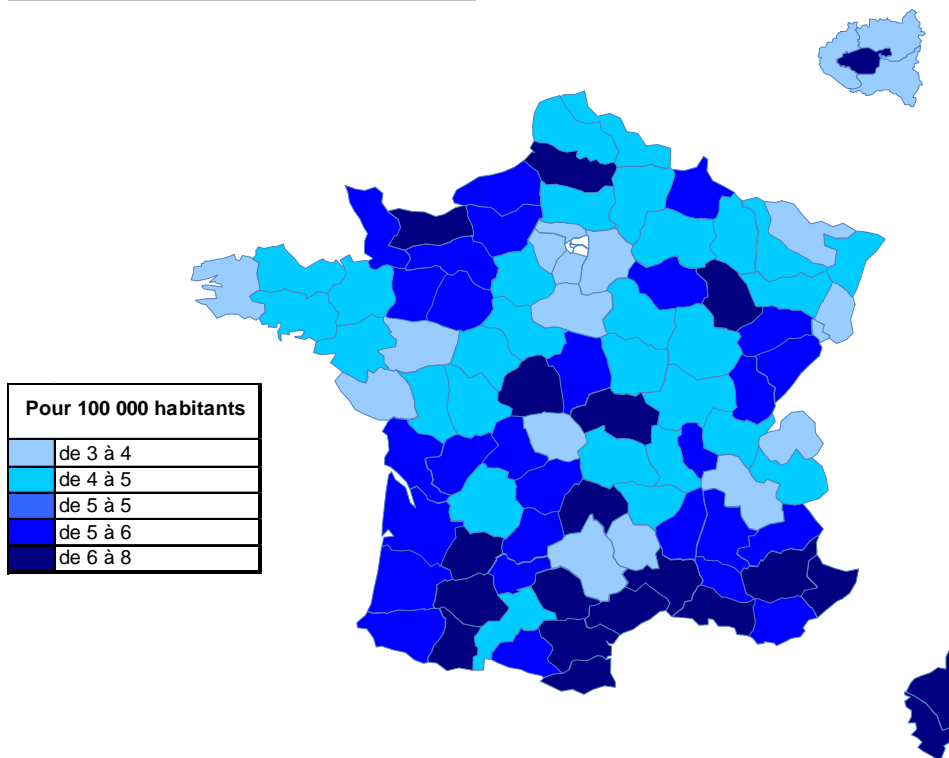 Pour 100 000 habitants
de 3 à 4
de 4 à 5
de 5 à 5
de 5 à 6
de 6 à 8